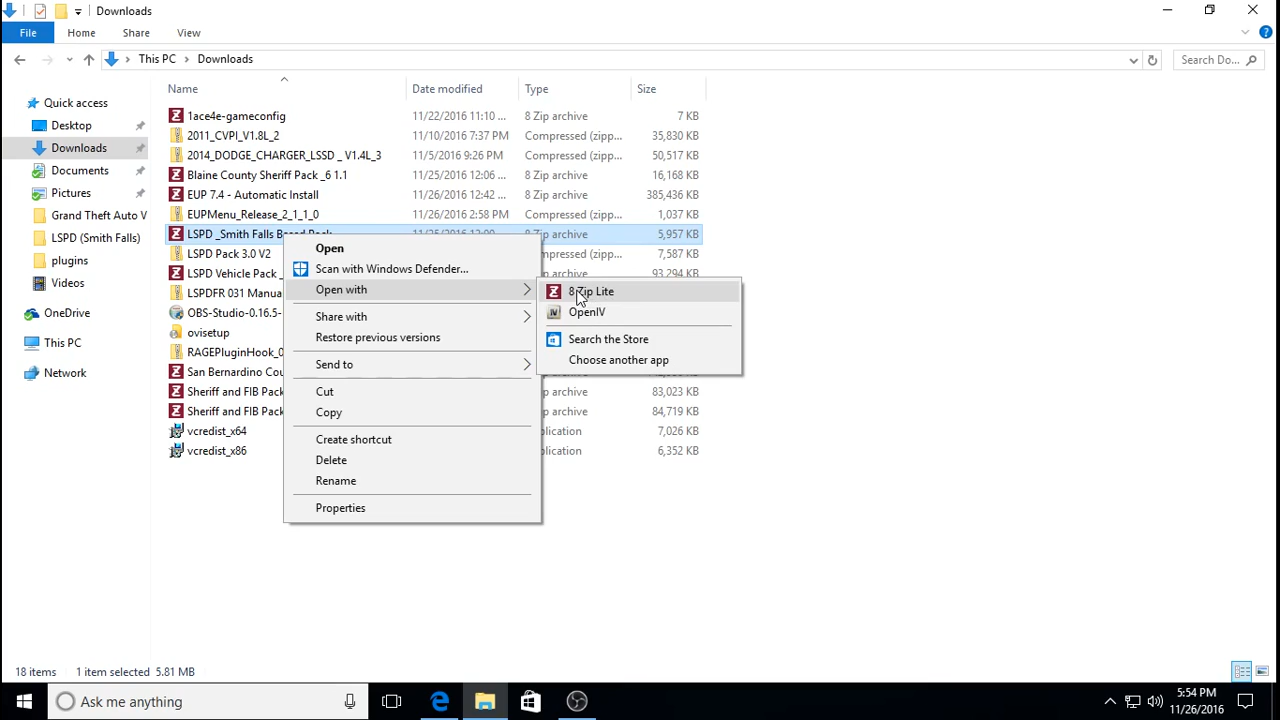 Downloads
File Home Share View
This PC Downloads Search Do...
Name Date modified Type Size
Quick access
Desktop
Downloads
Documents
Pictures
Grand Theft Auto V
LSPD (Smith Falls)
plugins
Videos
OneDrive
This PC
Network
1ace4e-gameconfig 11/22/2016 11:10 ... 8 Zip archive 7 KB
2011_CVPI_V1.8L_2 11/10/2016 7:37 PM Compressed (zipp... 35,830 KB
2014_DODGE_CHARGER_LSSD _ V1.4L_3 11/5/2016 9:26 PM Compressed (zipp... 50,517 KB
Blaine County Sheriff Pack _6 1.1 11/25/2016 12:06 ... 8 Zip archive 16,168 KB
EUP 7.4 - Automatic Install 11/26/2016 12:42 ... 8 Zip archive 385,436 KB
EUPMenu_Release_2_1_0 11/26/2016 2:58 PM Compressed (zipp... 1,037 KB
LSPD _Smith Falls 8 Zip archive 5,957 KB
LSPD Pack 3.0 V2 ompressed (zipp... 7,587 KB
LSPD Vehicle Pack _ archive 93,294 KB
LSPDFR 031 Manua
OBS-Studio-0.16.5-
ovisetup
RAGEPluginHook_0
San Bernardino Cou
Sheriff and FIB Pack Zip archive 83,023 KB
Sheriff and FIB Pack Zip archive 84,719 KB
vcredist_x64 plication 7,026 KB
vcredist_x86 plication 6,352 KB
Open
Scan with Windows Defender...
Open with
Share with
Restore previous versions
Send to
Cut
Copy
Create shortcut
Delete
Rename
Properties
8 Zip Lite
OpenIV
Search the Store
Choose another app
18 items 1 item selected 5.81 MB
Ask me anything
5:54 PM
11/26/2016